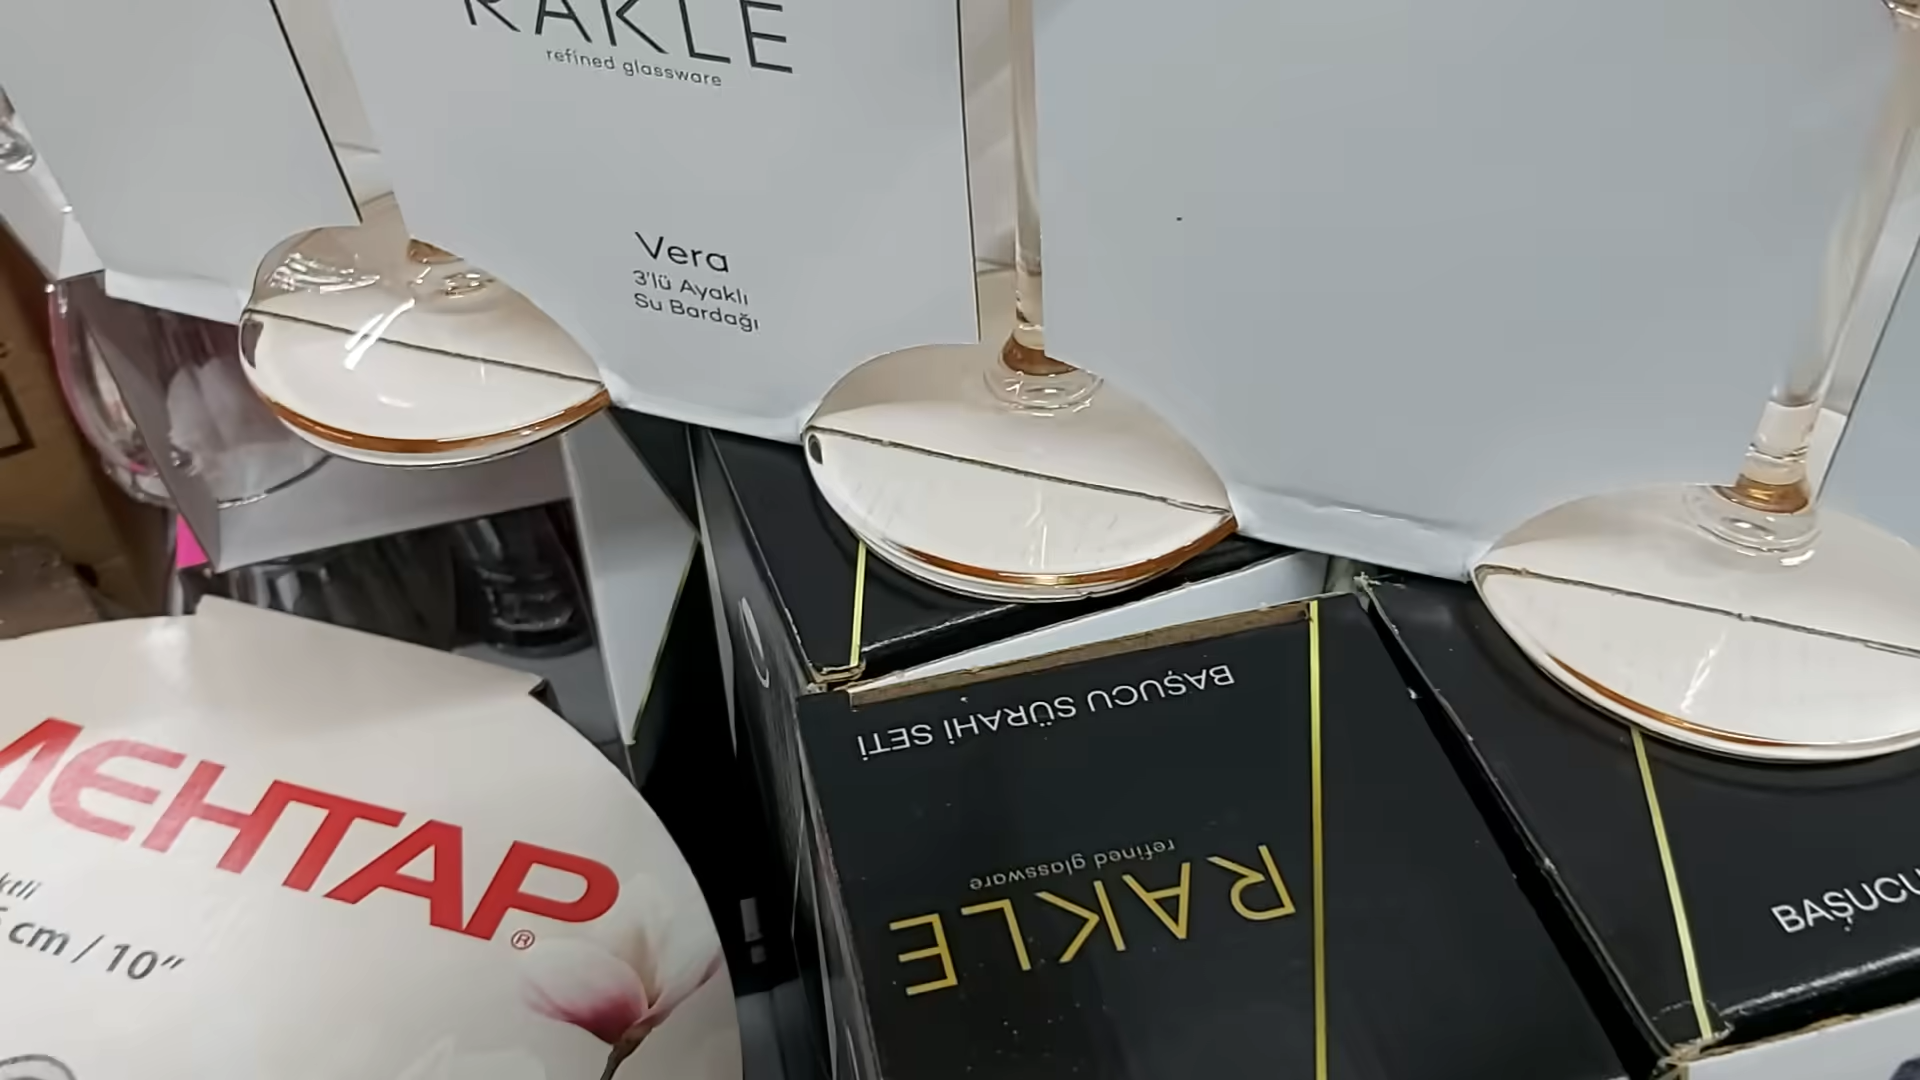 RAKLE
refined glassware
Vera
3'lü Ayaklı
Su Bardağı
BAŞUCU SÜRAHİ SETİ
refined glassware
RAKLE
BAŞUCU
MEHTAP®
cm / 10"